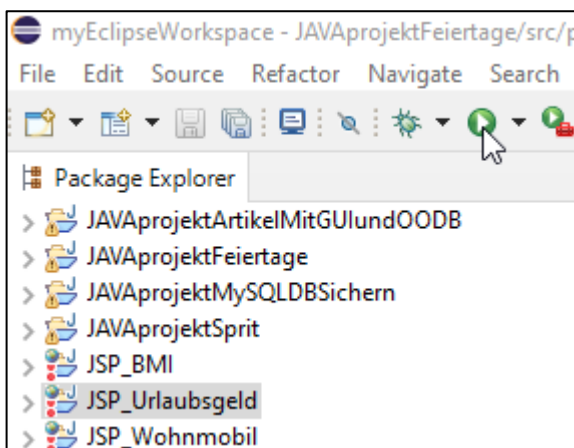 myEclipseWorkspace - JAVAprojektFeiertage/src/p
File Edit Source Refactor Navigate Search
Package Explorer
JAVAprojektArtikelMitGUIundOODB
JAVAprojektFeiertage
JAVAprojektMySQLDBSichern
JAVAprojektSprit
JSP_BMI
JSP_Urlaubsgeld
JSP_Wohnmobil